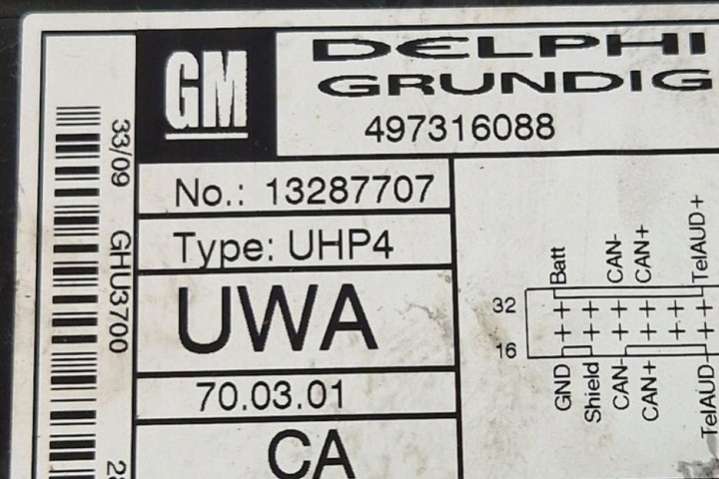 GM
DELPHI
GRUNDIG
497316088
No.: 13287707
Type: UHP4
UWA
70.03.01
CA
33/09
GHU3700
Batt
CAN-
CAN+
TelAUD+
32
16
GND
Shield
CAN-
CAN+
TelAUD-